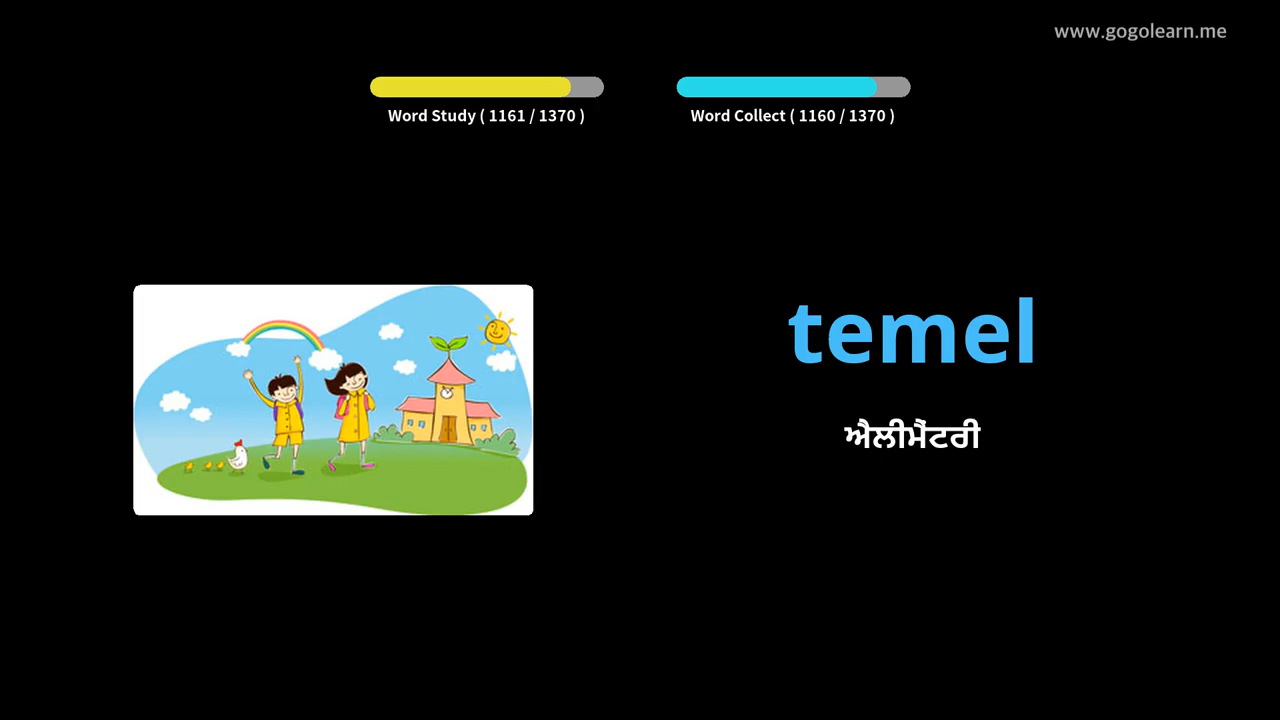 www.gogolearn.me
Word Study ( 1161 / 1370 )
Word Collect ( 1160 / 1370 )
temel
ਐਲੀਮੈਂਟਰੀ